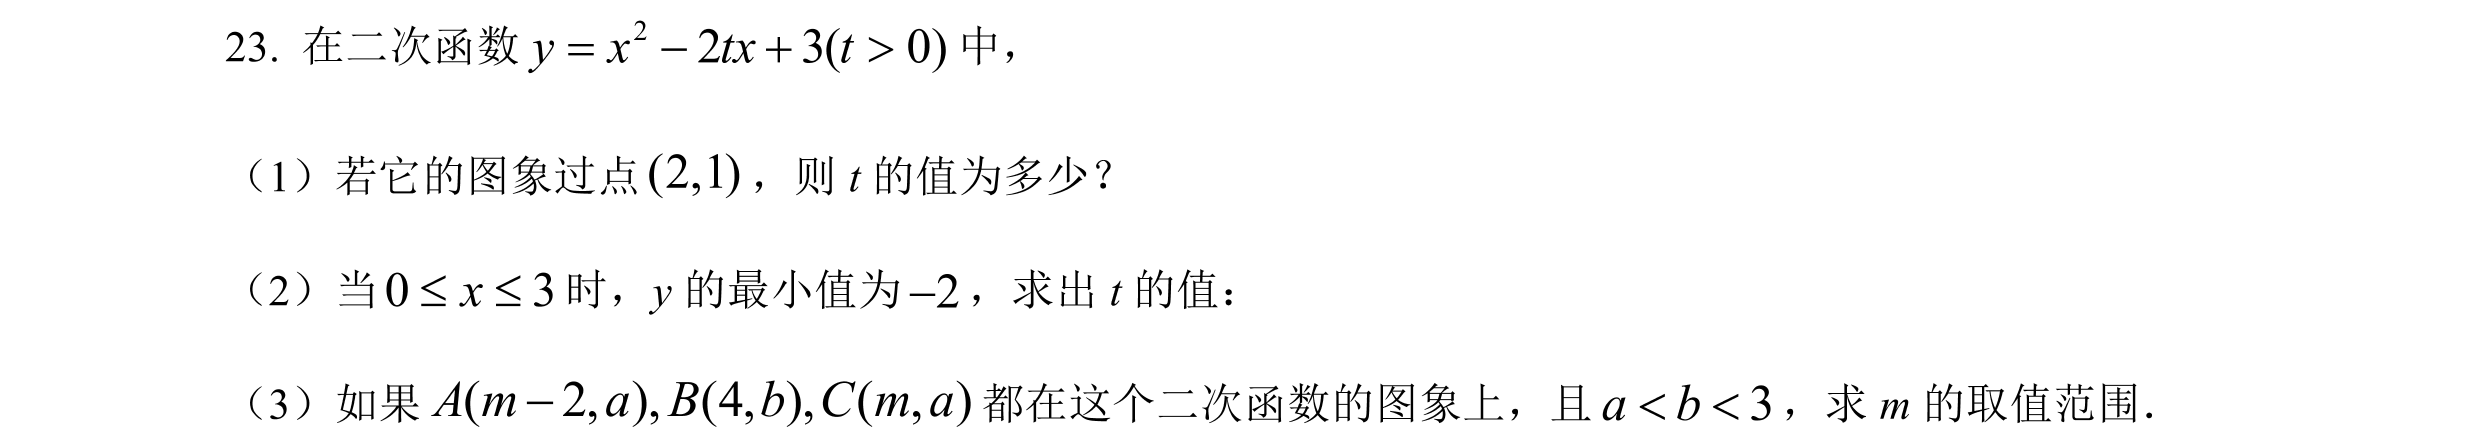 23. 在二次函数 y = x² − 2tx + 3(t > 0) 中，
（1）若它的图象过点 (2,1)，则 t 的值为多少？
（2）当 0 ≤ x ≤ 3 时，y 的最小值为 −2，求出 t 的值：
（3）如果 A(m − 2, a), B(4, b), C(m, a) 都在这个二次函数的图象上，且 a < b < 3，求 m 的取值范围．